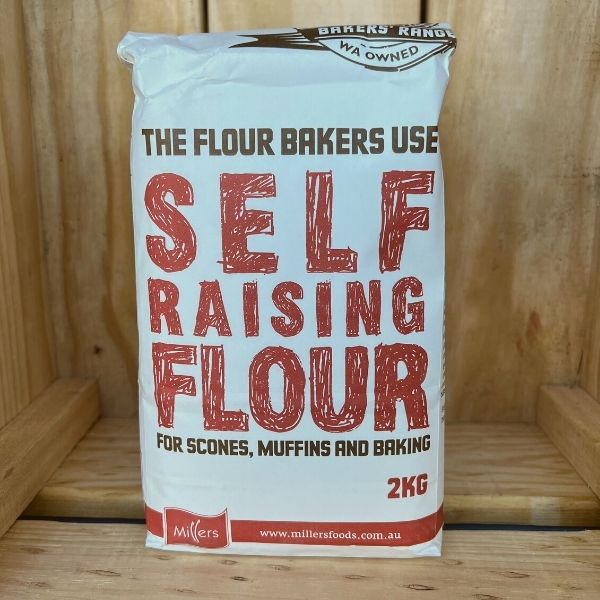 BAKERS' RANGE
WA OWNED
THE FLOUR BAKERS USE
SELF
RAISING
FLOUR
FOR SCONES, MUFFINS AND BAKING
2KG
Millers
www.millersfoods.com.au